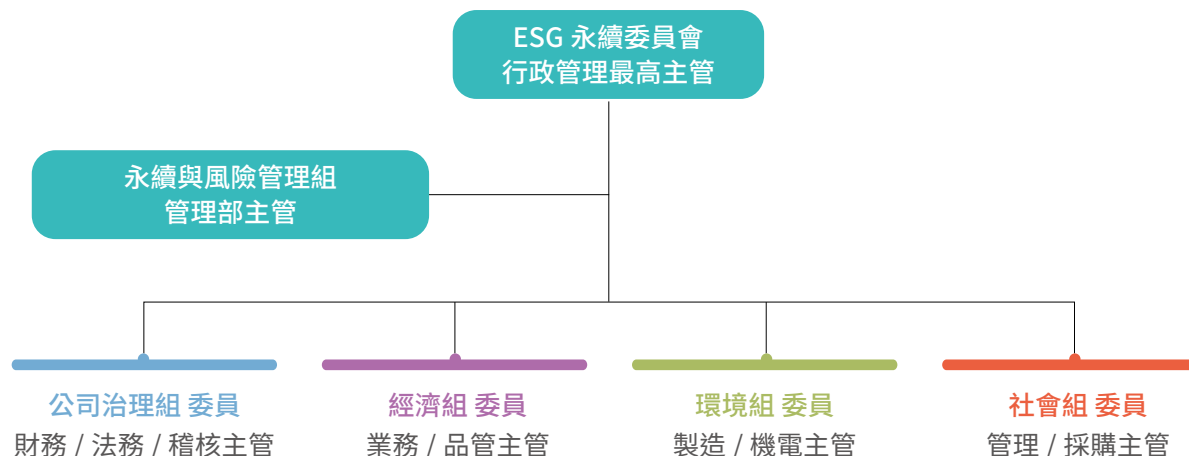 ESG 永續委員會
行政管理最高主管
永續與風險管理組
管理部主管
公司治理組 委員
財務 / 法務 / 稽核主管
經濟組 委員
業務 / 品管主管
環境組 委員
製造 / 機電主管
社會組 委員
管理 / 採購主管